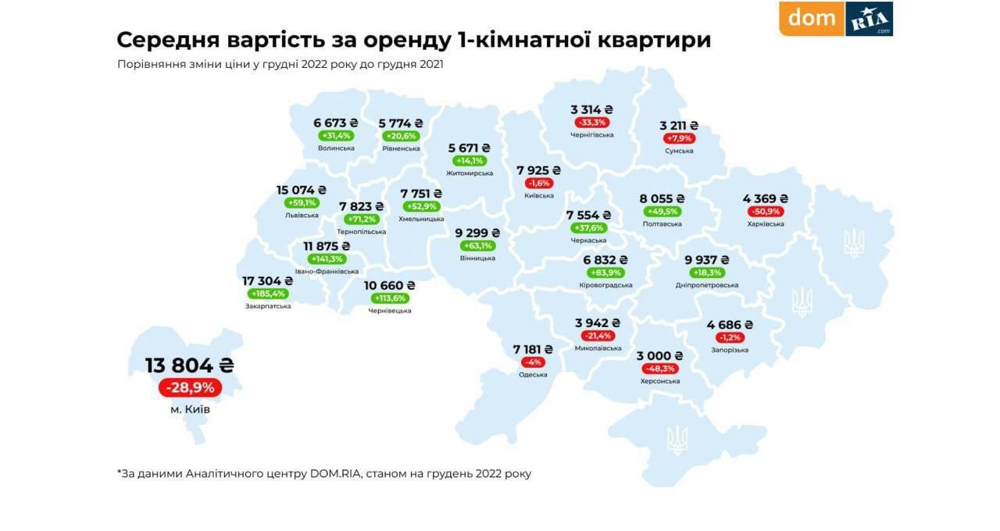 dom
RIA
.com
Середня вартість за оренду 1-кімнатної квартири
Порівняння зміни ціни у грудні 2022 року до грудня 2021
6 673 ₴
+31,4%
Волинська
5 774 ₴
+20,6%
Рівненська
5 671 ₴
+14,1%
Житомирська
7 925 ₴
-1,6%
Київська
3 314 ₴
-33,3%
Чернігівська
3 211 ₴
+7,9%
Сумська
15 074 ₴
+59,1%
Львівська
7 823 ₴
+71,2%
Тернопільська
7 751 ₴
+52,9%
Хмельницька
9 299 ₴
+63,1%
Вінницька
7 554 ₴
+37,6%
Черкаська
8 055 ₴
+49,5%
Полтавська
4 369 ₴
-50,9%
Харківська
11 875 ₴
+141,3%
Івано-Франківська
17 304 ₴
+185,4%
Закарпатська
10 660 ₴
+113,6%
Чернівецька
6 832 ₴
+83,9%
Кіровоградська
9 937 ₴
+18,3%
Дніпропетровська
7 181 ₴
-4%
Одеська
3 942 ₴
-21,4%
Миколаївська
3 000 ₴
-48,3%
Херсонська
4 686 ₴
-1,2%
Запорізька
13 804 ₴
-28,9%
м. Київ
*За даними Аналітичного центру DOM.RIA, станом на грудень 2022 року